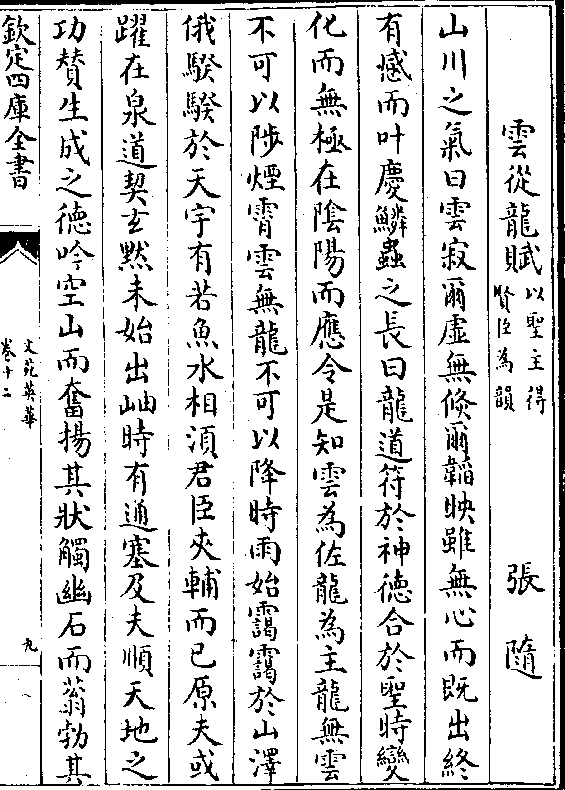 雲從龍賦以聖主得賢臣為韻 張隨
山川之氣曰雲寂爾虛無倐爾韜映雖無心而既出終
有感而叶慶鱗蟲之長曰龍道符於神德合於聖時變
化而無極在隂陽而應令是知雲為佐龍為主龍無雲
不可以陟煙霄雲無龍不可以降時雨始靄靄於山澤
俄騤騤於天宇有若魚水相湏君臣夾輔而已原夫或
躍在泉道契玄黙未始出岫時有通塞及夫順天地之
功賛生成之德吟空山而奮揚其狀觸幽石而蓊勃其
欽定四庫全書
文苑英華
卷十二
九